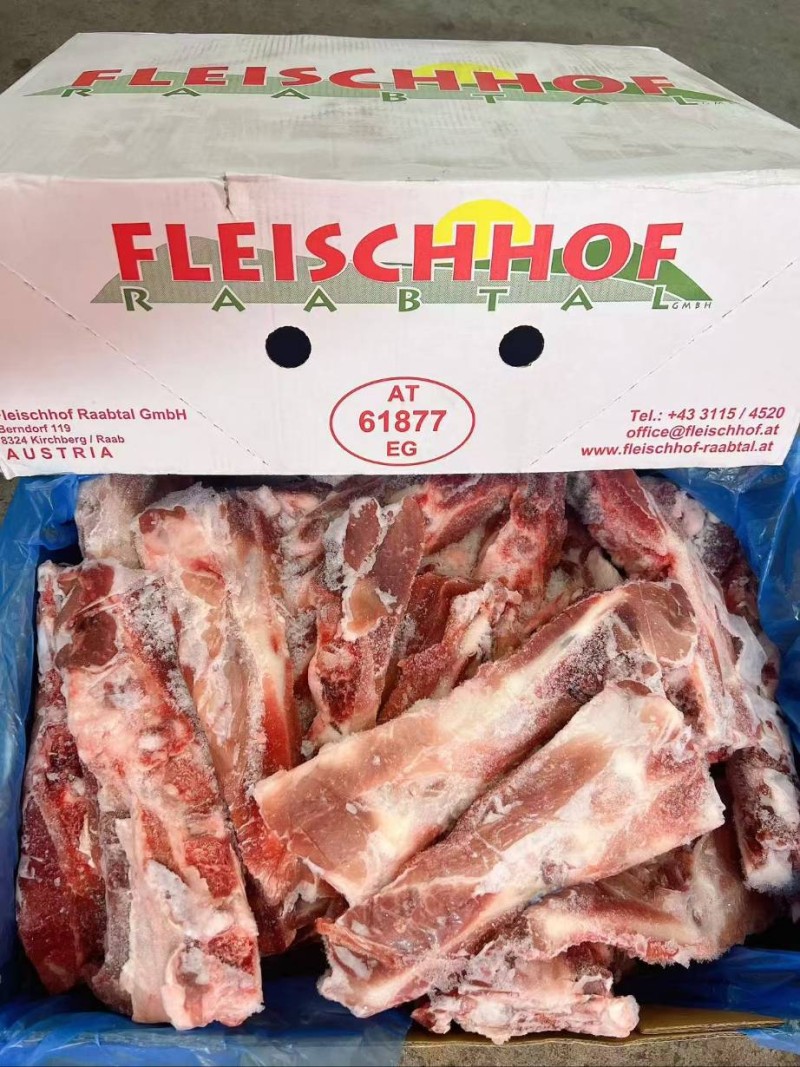 FLEISCHHOF
RAABTAL
FLEISCHHOF
RAABTAL GMBH
leischhof Raabtal GmbH
Berndorf 119
8324 Kirchberg / Raab
AUSTRIA
AT
61877
EG
Tel.: +43 3115 / 4520
office@fleischhof.at
www.fleischhof-raabtal.at